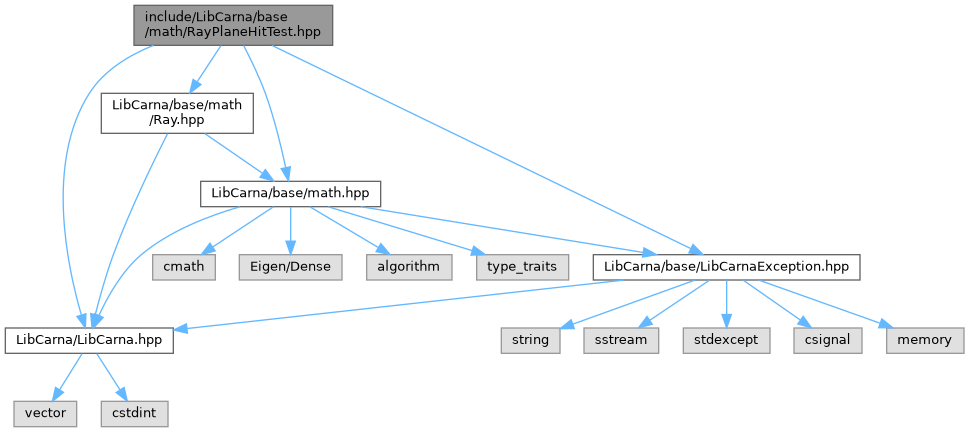 include/LibCarna/base
/math/RayPlaneHitTest.hpp
LibCarna/base/math
/Ray.hpp
LibCarna/base/math.hpp
cmath
Eigen/Dense
algorithm
type_traits
LibCarna/base/LibCarnaException.hpp
LibCarna/LibCarna.hpp
string
sstream
stdexcept
csignal
memory
vector
cstdint